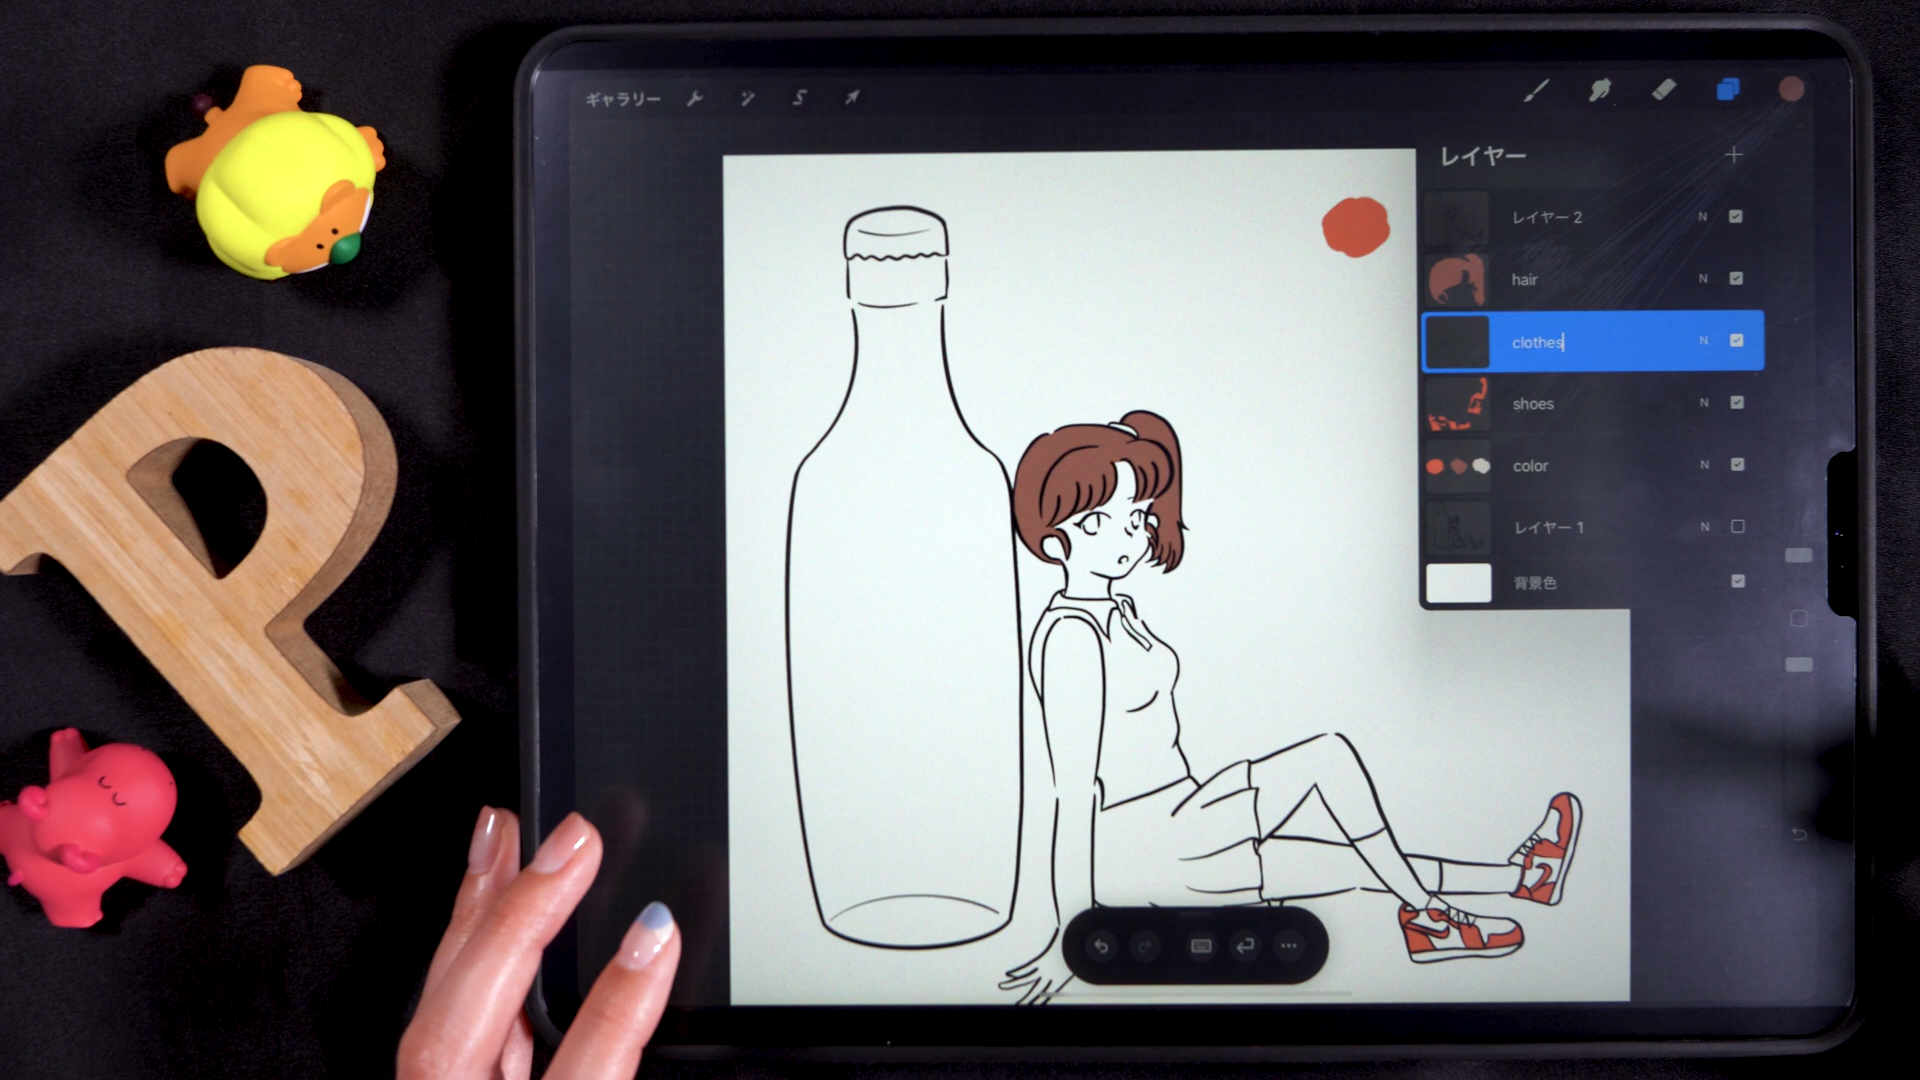 ギャラリー
レイヤー
レイヤー 2 N
hair N
clothes N
shoes N
color N
レイヤー 1 N
背景色